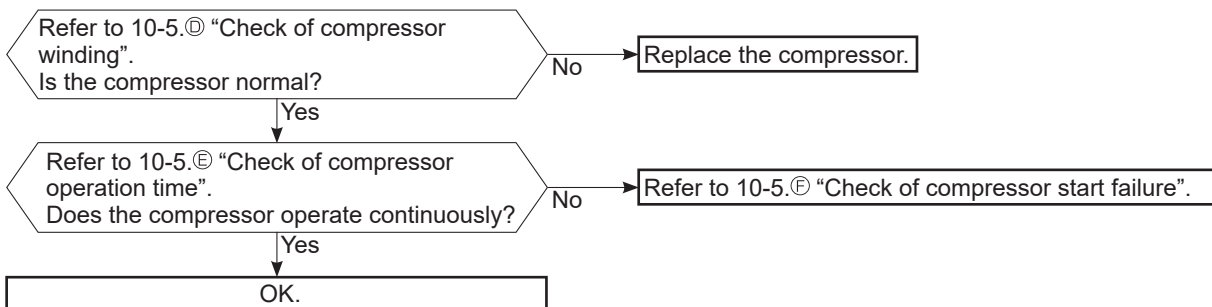 Refer to 10-5.Ⓓ “Check of compressor
winding”.
Is the compressor normal?
No
Replace the compressor.
Yes
Refer to 10-5.Ⓔ “Check of compressor
operation time”.
Does the compressor operate continuously?
No
Refer to 10-5.Ⓕ “Check of compressor start failure”.
Yes
OK.